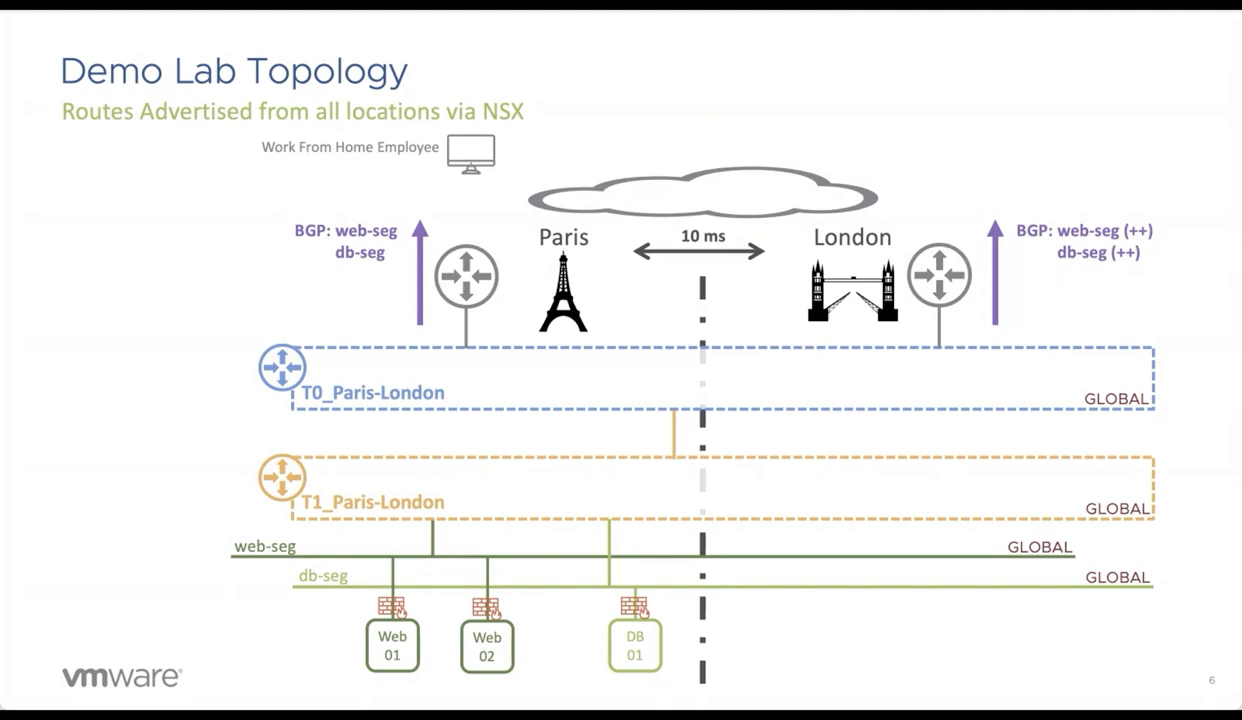 Demo Lab Topology
Routes Advertised from all locations via NSX
Work From Home Employee
BGP: web-seg
db-seg
Paris
10 ms
London
BGP: web-seg (++)
db-seg (++)
T0_Paris-London
GLOBAL
T1_Paris-London
GLOBAL
web-seg
GLOBAL
db-seg
GLOBAL
Web
01
Web
02
DB
01
vmware®
6